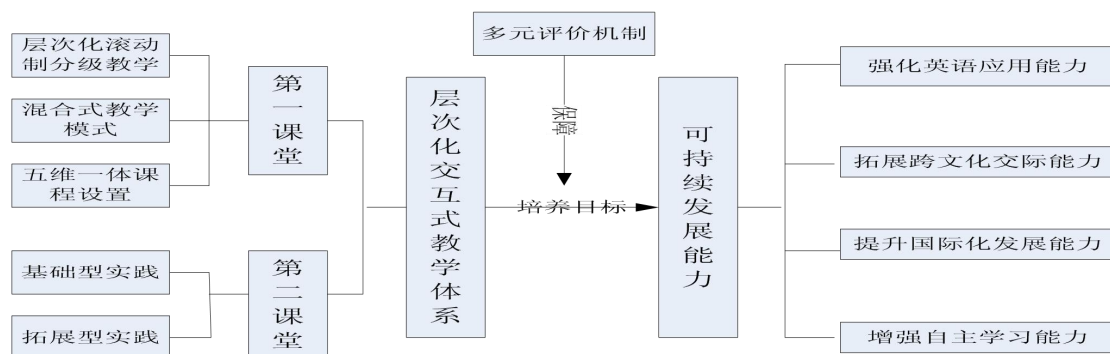 多元评价机制
层次化滚动
制分级教学
混合式教学
模式
五维一体课
程设置
第一课堂
基础型实践
拓展型实践
第二课堂
层次化交互式教学体系
保障
培养目标
可持续发展能力
强化英语应用能力
拓展跨文化交际能力
提升国际化发展能力
增强自主学习能力